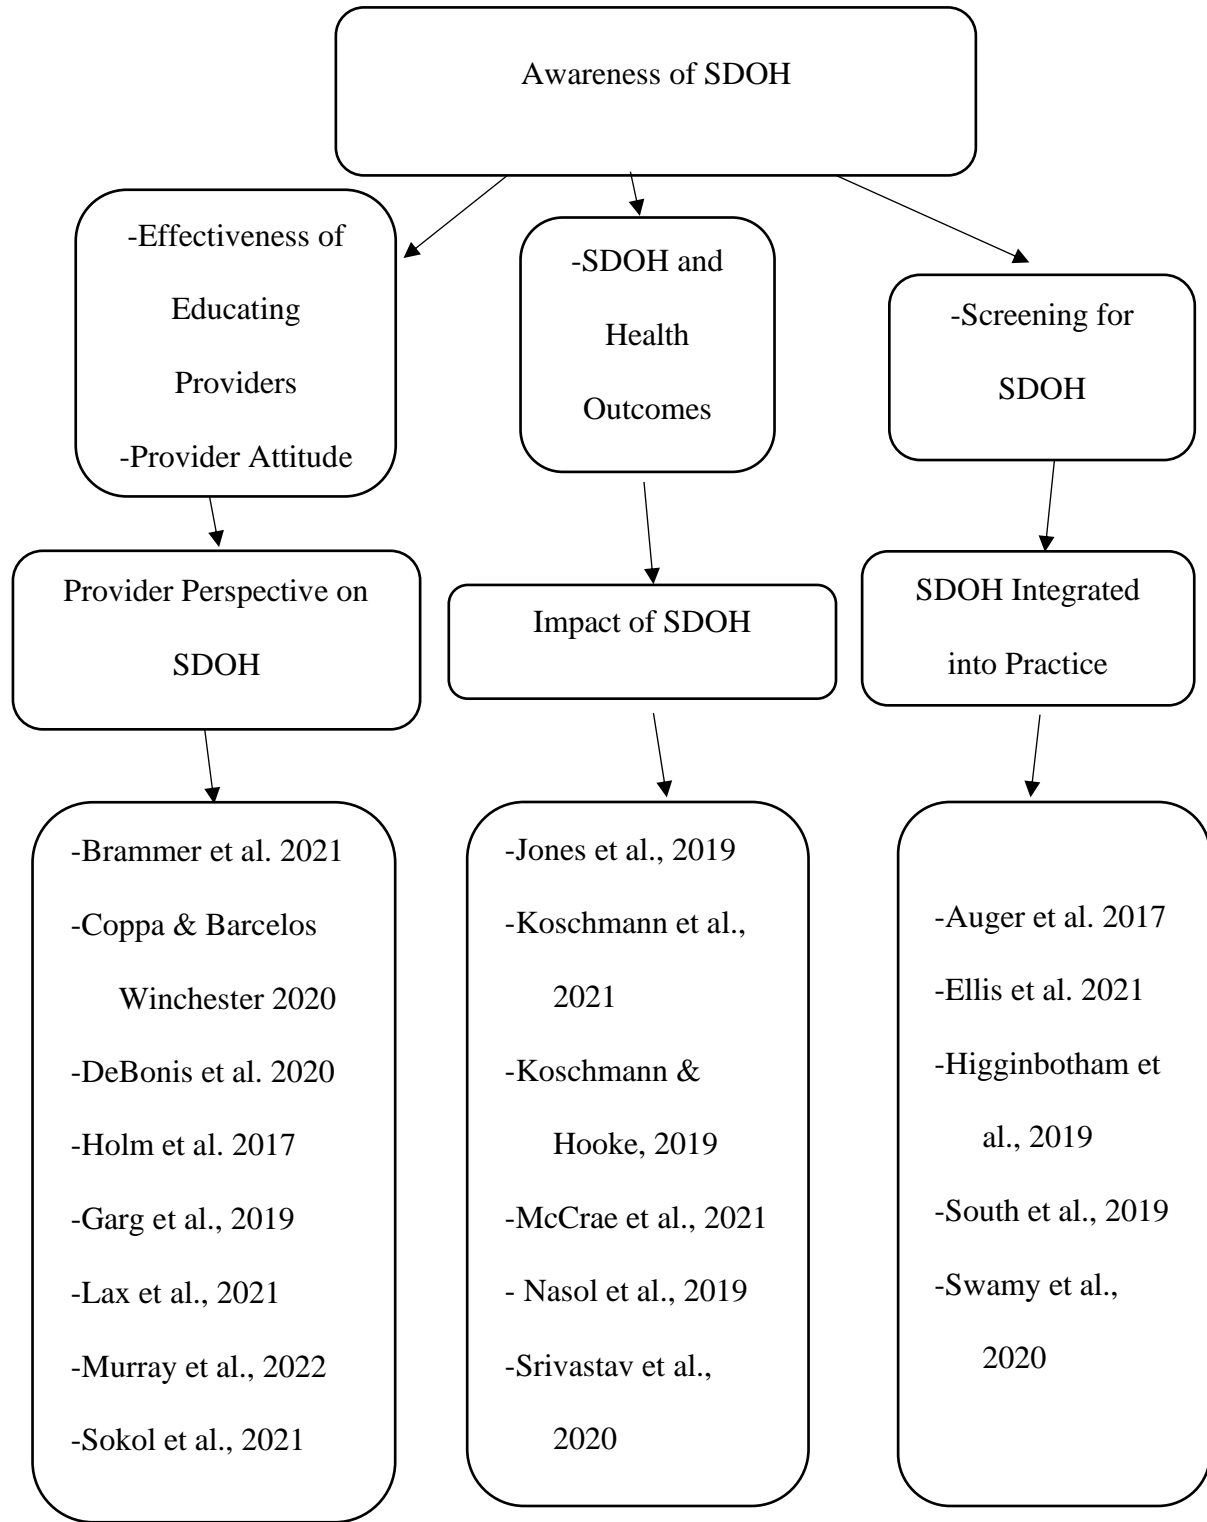 Awareness of SDOH
-Effectiveness of
Educating
Providers
-Provider Attitude
-SDOH and
Health
Outcomes
-Screening for
SDOH
Provider Perspective on
SDOH
Impact of SDOH
SDOH Integrated
into Practice
-Brammer et al. 2021
-Coppa & Barcelos
Winchester 2020
-DeBonis et al. 2020
-Holm et al. 2017
-Garg et al., 2019
-Lax et al., 2021
-Murray et al., 2022
-Sokol et al., 2021
-Jones et al., 2019
-Koschmann et al.,
2021
-Koschmann &
Hooke, 2019
-McCrae et al., 2021
- Nasol et al., 2019
-Srivastav et al.,
2020
-Auger et al. 2017
-Ellis et al. 2021
-Higginbotham et
al., 2019
-South et al., 2019
-Swamy et al.,
2020